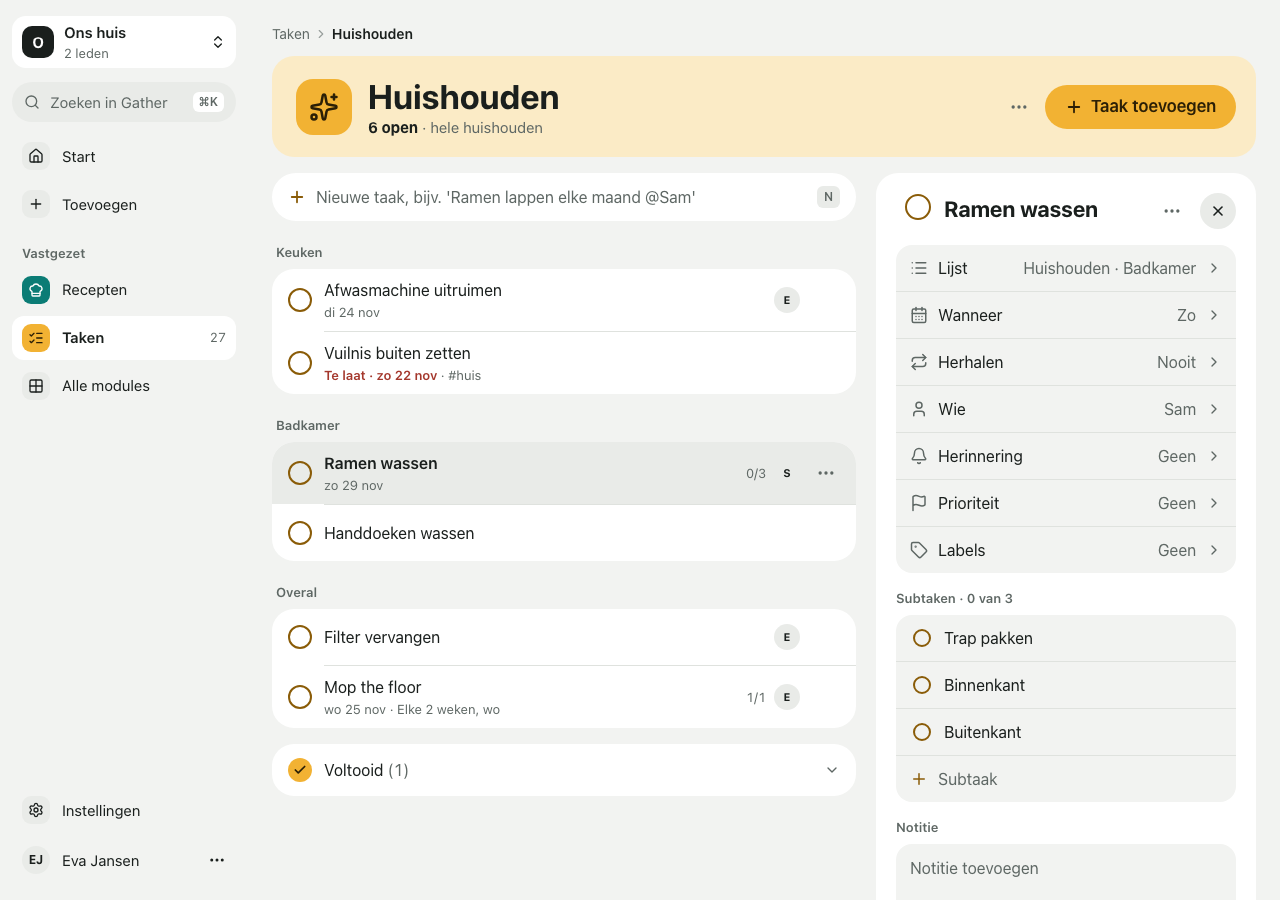 O
Ons huis
2 leden
Zoeken in Gather
⌘K
Start
Toevoegen
Vastgezet
Recepten
Taken
27
Alle modules
Instellingen
EJ
Eva Jansen
Taken
Huishouden
Huishouden
6 open · hele huishouden
Taak toevoegen
Nieuwe taak, bijv. 'Ramen lappen elke maand @Sam'
N
Keuken
Afwasmachine uitruimen
di 24 nov
E
Vuilnis buiten zetten
Te laat · zo 22 nov · #huis
Badkamer
Ramen wassen
zo 29 nov
0/3
S
Handdoeken wassen
Overal
Filter vervangen
E
Mop the floor
wo 25 nov · Elke 2 weken, wo
1/1
E
Voltooid (1)
Ramen wassen
Lijst
Huishouden · Badkamer
Wanneer
Zo
Herhalen
Nooit
Wie
Sam
Herinnering
Geen
Prioriteit
Geen
Labels
Geen
Subtaken · 0 van 3
Trap pakken
Binnenkant
Buitenkant
Subtaak
Notitie
Notitie toevoegen